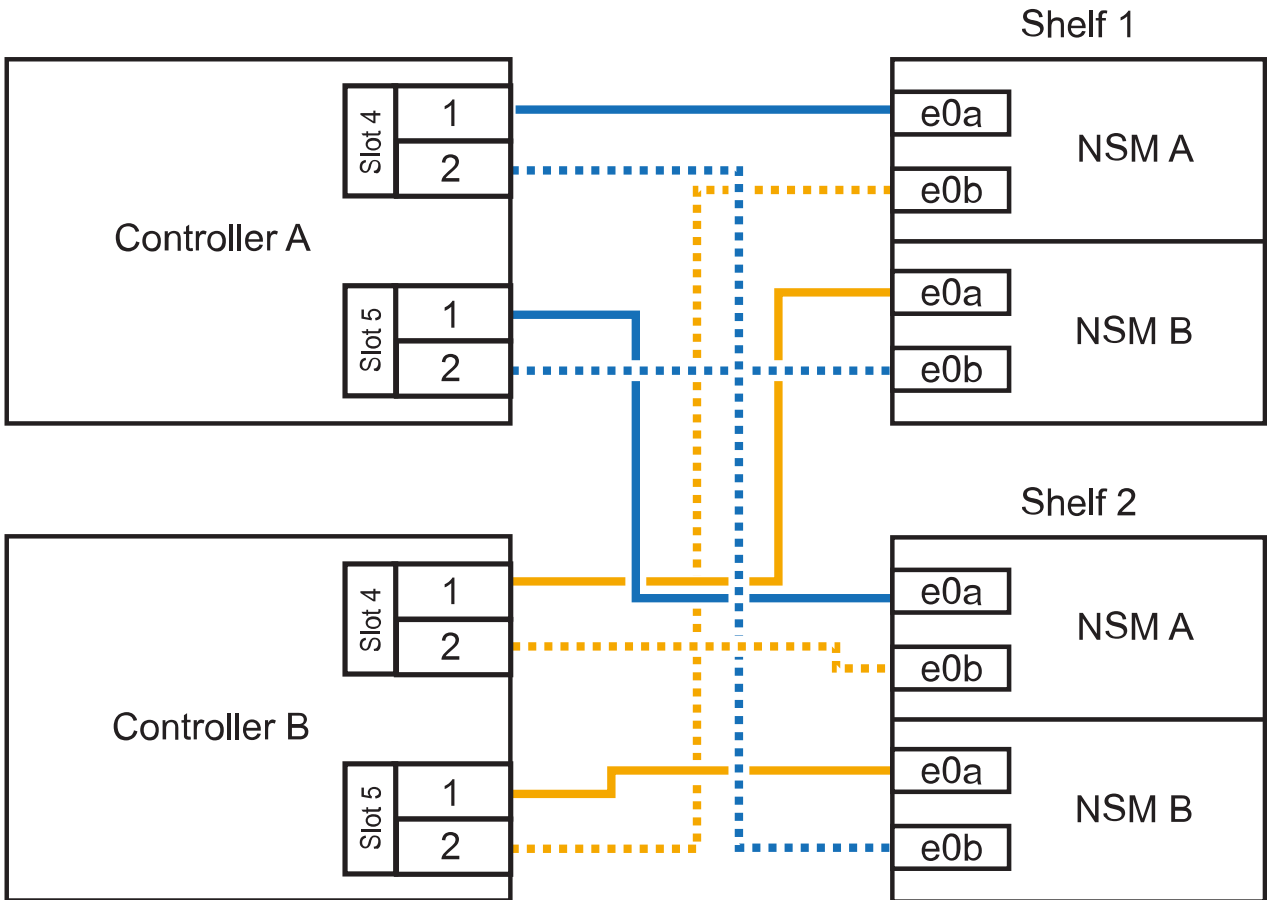 Shelf 1
Controller A
Slot 4
1
2
Slot 5
1
2
e0a
e0b
NSM A
e0a
e0b
NSM B
Shelf 2
Controller B
Slot 4
1
2
Slot 5
1
2
e0a
e0b
NSM A
e0a
e0b
NSM B